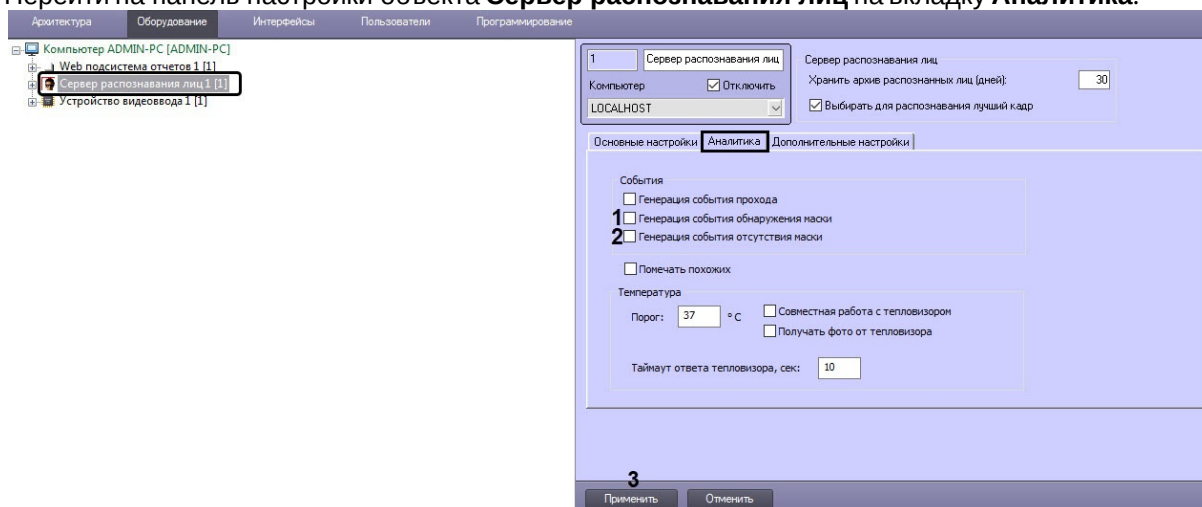 Перейти на панель настройки объекта Сервер распознавания лиц на вкладку Аналитика.
Архитектура Оборудование Интерфейсы Пользователи Программирование
Компьютер ADMIN-PC [ADMIN-PC]
Web подсистема отчетов 1 [1]
Сервер распознавания лиц 1 [1]
Устройство видеоввода 1 [1]
1 Сервер распознавания лиц
Компьютер Отключить
LOCALHOST
Сервер распознавания лиц
Хранить архив распознанных лиц (дней): 30
Выбирать для распознавания лучший кадр
Основные настройки Аналитика Дополнительные настройки
События
Генерация события прохода
1 Генерация события обнаружения маски
2 Генерация события отсутствия маски
Помечать похожих
Температура
Порог: 37 °C Совместная работа с тепловизором
Получать фото от тепловизора
Таймаут ответа тепловизора, сек: 10
3
Применить Отменить